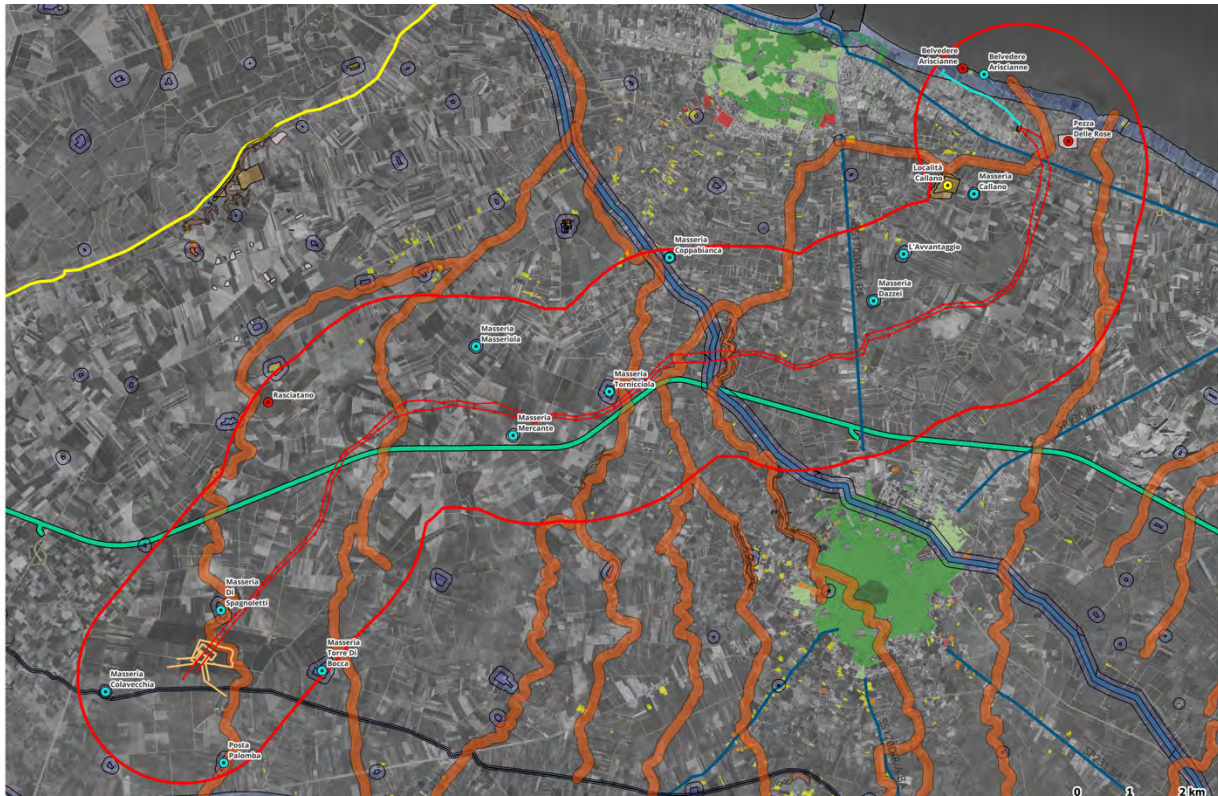 Belvedere
Ariscianne
Belvedere
Ariscianne
Pezza
Delle Rose
Località
Callano
Masseria
Callano
Masseria
Coppabianca
L'Avvantaggio
Masseria
Dazzei
Masseria
Masseriola
Masseria
Tornicciola
Rasciatano
Masseria
Mercante
Masseria
Di
Spagnoletti
Masseria
Torre Di
Bocca
Masseria
Colavecchia
Posta
Palomba
0 1 2 km